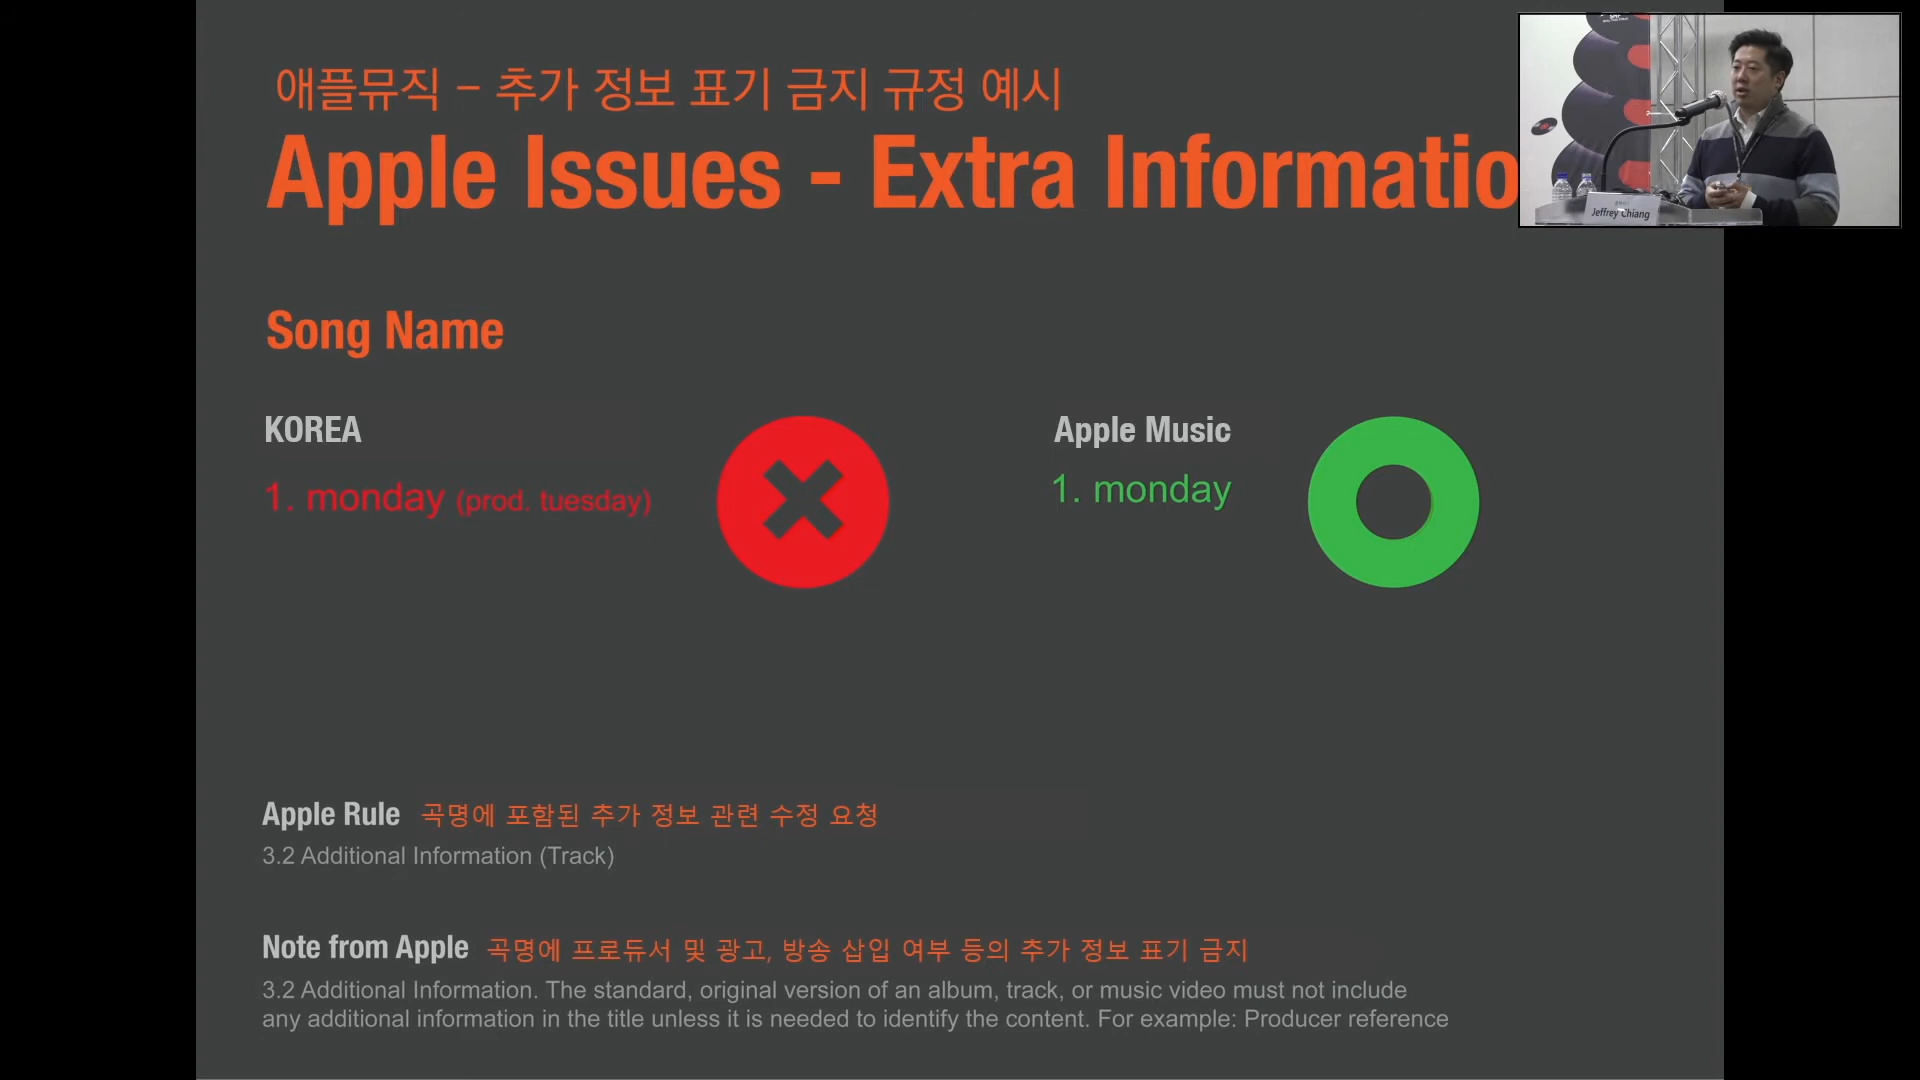 애플뮤직 – 추가 정보 표기 금지 규정 예시
Apple Issues - Extra Informatio
Jeffrey Chiang
Song Name
KOREA
1. monday (prod. tuesday)
Apple Music
1. monday
Apple Rule 곡명에 포함된 추가 정보 관련 수정 요청
3.2 Additional Information (Track)
Note from Apple 곡명에 프로듀서 및 광고, 방송 삽입 여부 등의 추가 정보 표기 금지
3.2 Additional Information. The standard, original version of an album, track, or music video must not include
any additional information in the title unless it is needed to identify the content. For example: Producer reference